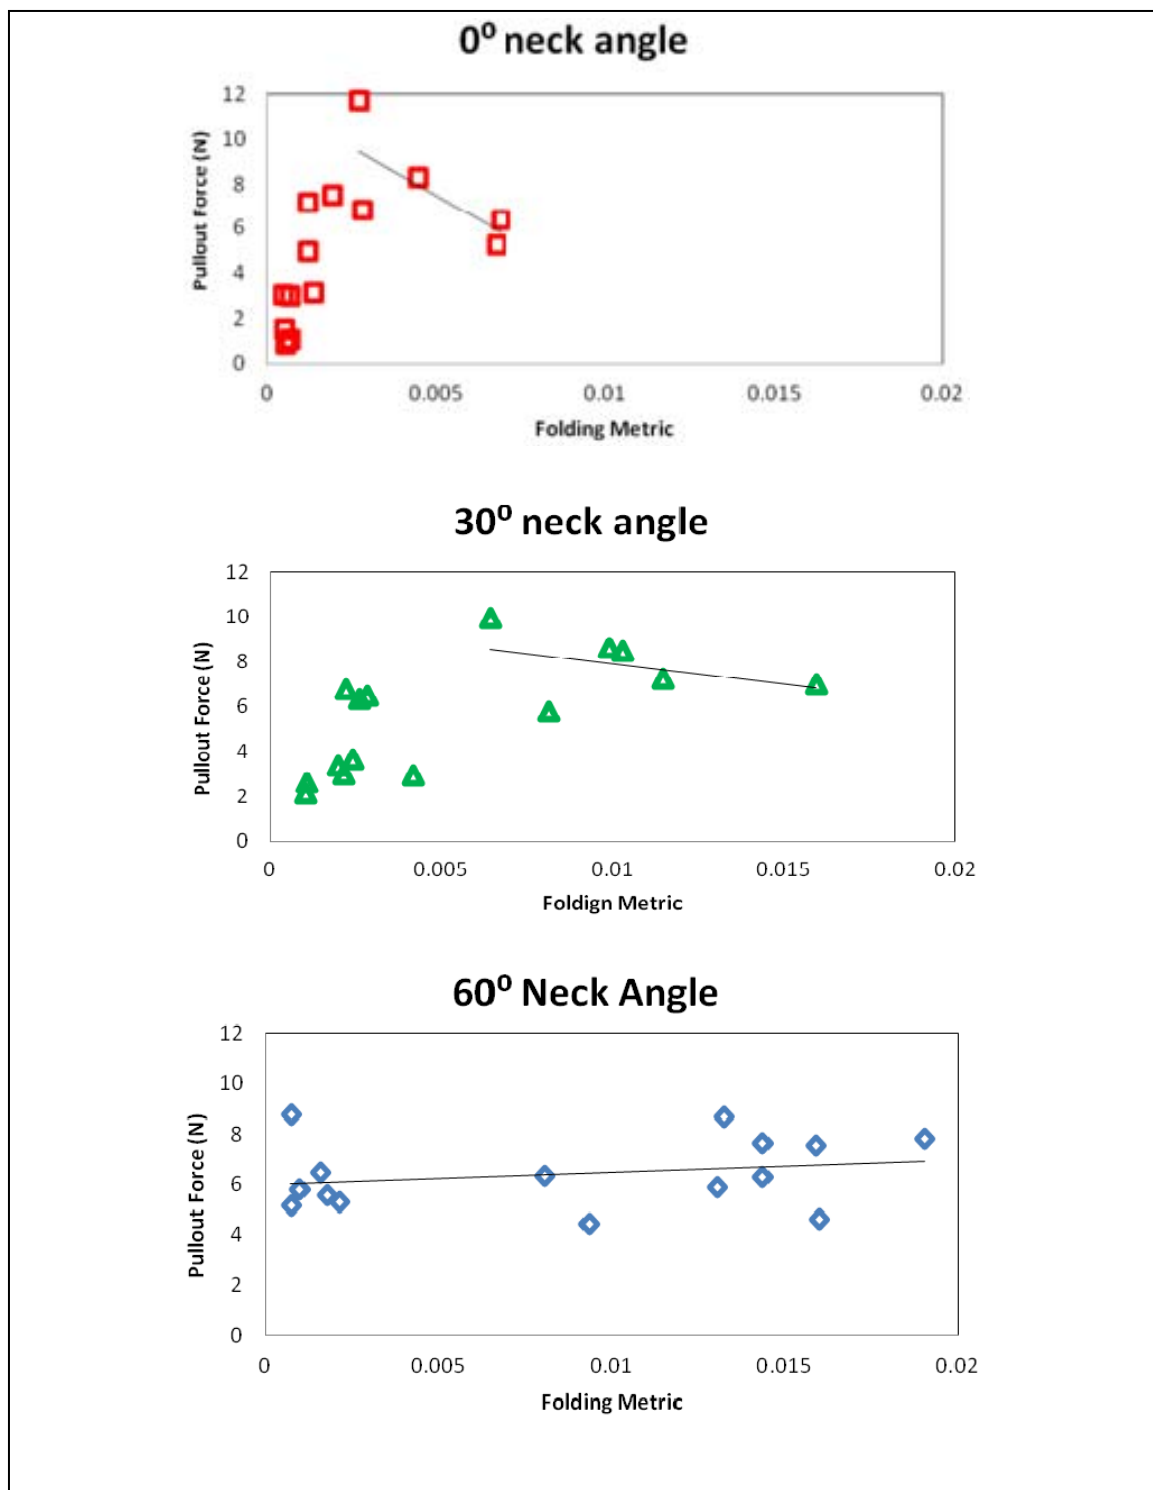 0⁰ neck angle
12
10
8
6
4
2
0
Pullout Force (N)
0 0.005 0.01 0.015 0.02
Folding Metric
30⁰ neck angle
12
10
8
6
4
2
0
Pullout Force (N)
0 0.005 0.01 0.015 0.02
Foldign Metric
60⁰ Neck Angle
12
10
8
6
4
2
0
Pullout Force (N)
0 0.005 0.01 0.015 0.02
Folding Metric